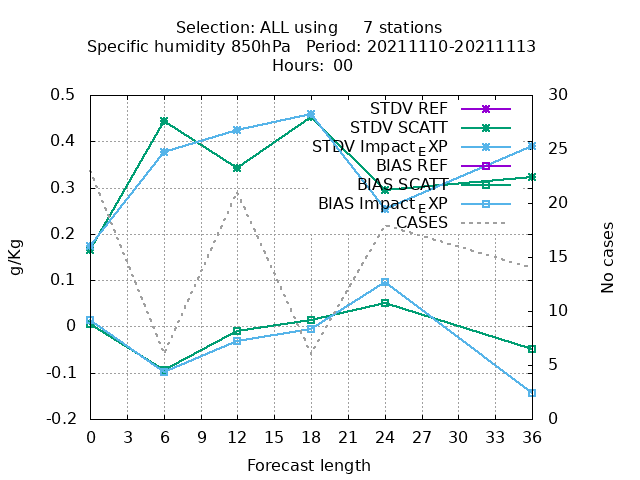 Selection: ALL using     7 stations
Specific humidity 850hPa   Period: 20211110-20211113
Hours:  00
0.5
0.4
0.3
0.2
0.1
0
-0.1
-0.2
g/Kg
STDV REF
STDV SCATT
STDV Impact_EXP
BIAS REF
BIAS SCATT
BIAS Impact_EXP
CASES
30
25
20
15
10
5
0
No cases
0 3 6 9 12 15 18 21 24 27 30 33 36
Forecast length